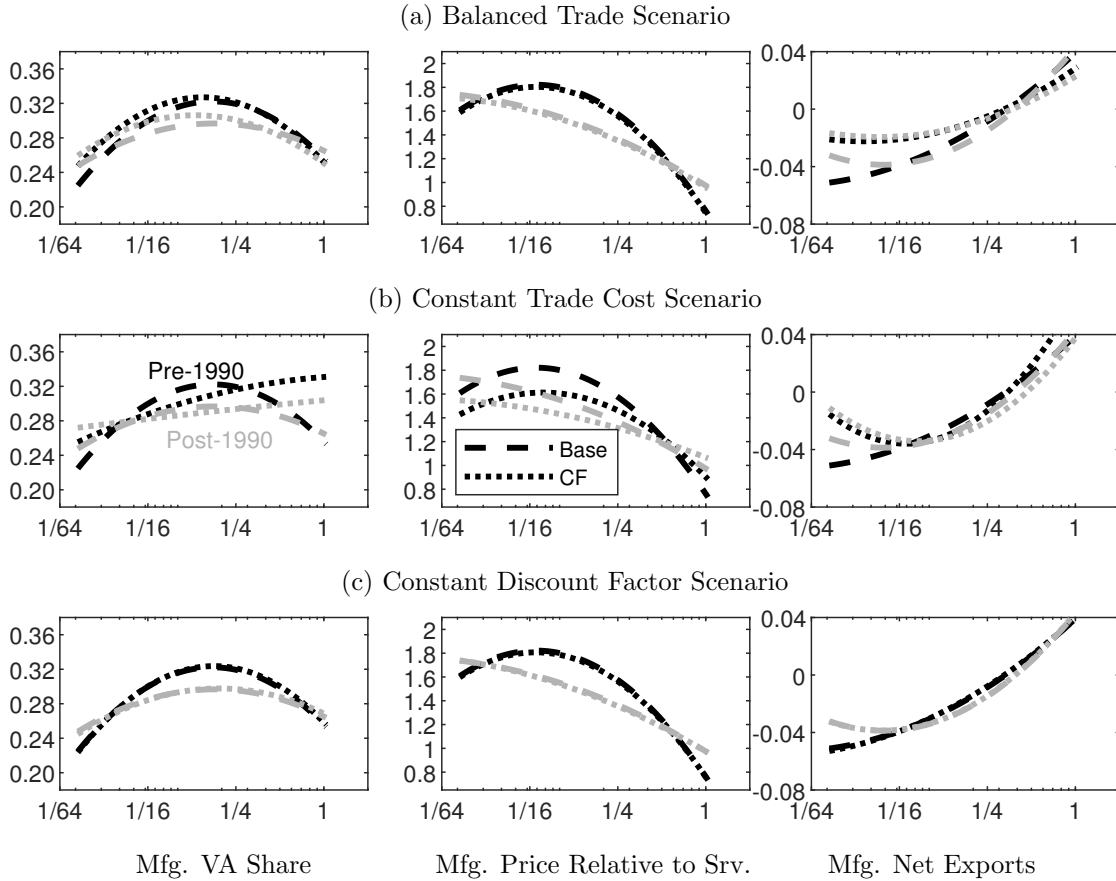 (a) Balanced Trade Scenario
0.36 2 0.04
0.32 1.8
1.6 0
0.28 1.4
1.2 -0.04
0.24 1
0.20 0.8 -0.08
1/64 1/16 1/4 1 1/64 1/16 1/4 1 1/64 1/16 1/4 1
(b) Constant Trade Cost Scenario
0.36 2 0.04
Pre-1990
0.32 1.8
1.6 0
0.28 1.4
Post-1990 Base
1.2 -0.04
0.24 1 CF
0.20 0.8 -0.08
1/64 1/16 1/4 1 1/64 1/16 1/4 1 1/64 1/16 1/4 1
(c) Constant Discount Factor Scenario
0.36 2 0.04
0.32 1.8
1.6 0
0.28 1.4
1.2 -0.04
0.24 1
0.20 0.8 -0.08
1/64 1/16 1/4 1 1/64 1/16 1/4 1 1/64 1/16 1/4 1
Mfg. VA Share Mfg. Price Relative to Srv. Mfg. Net Exports